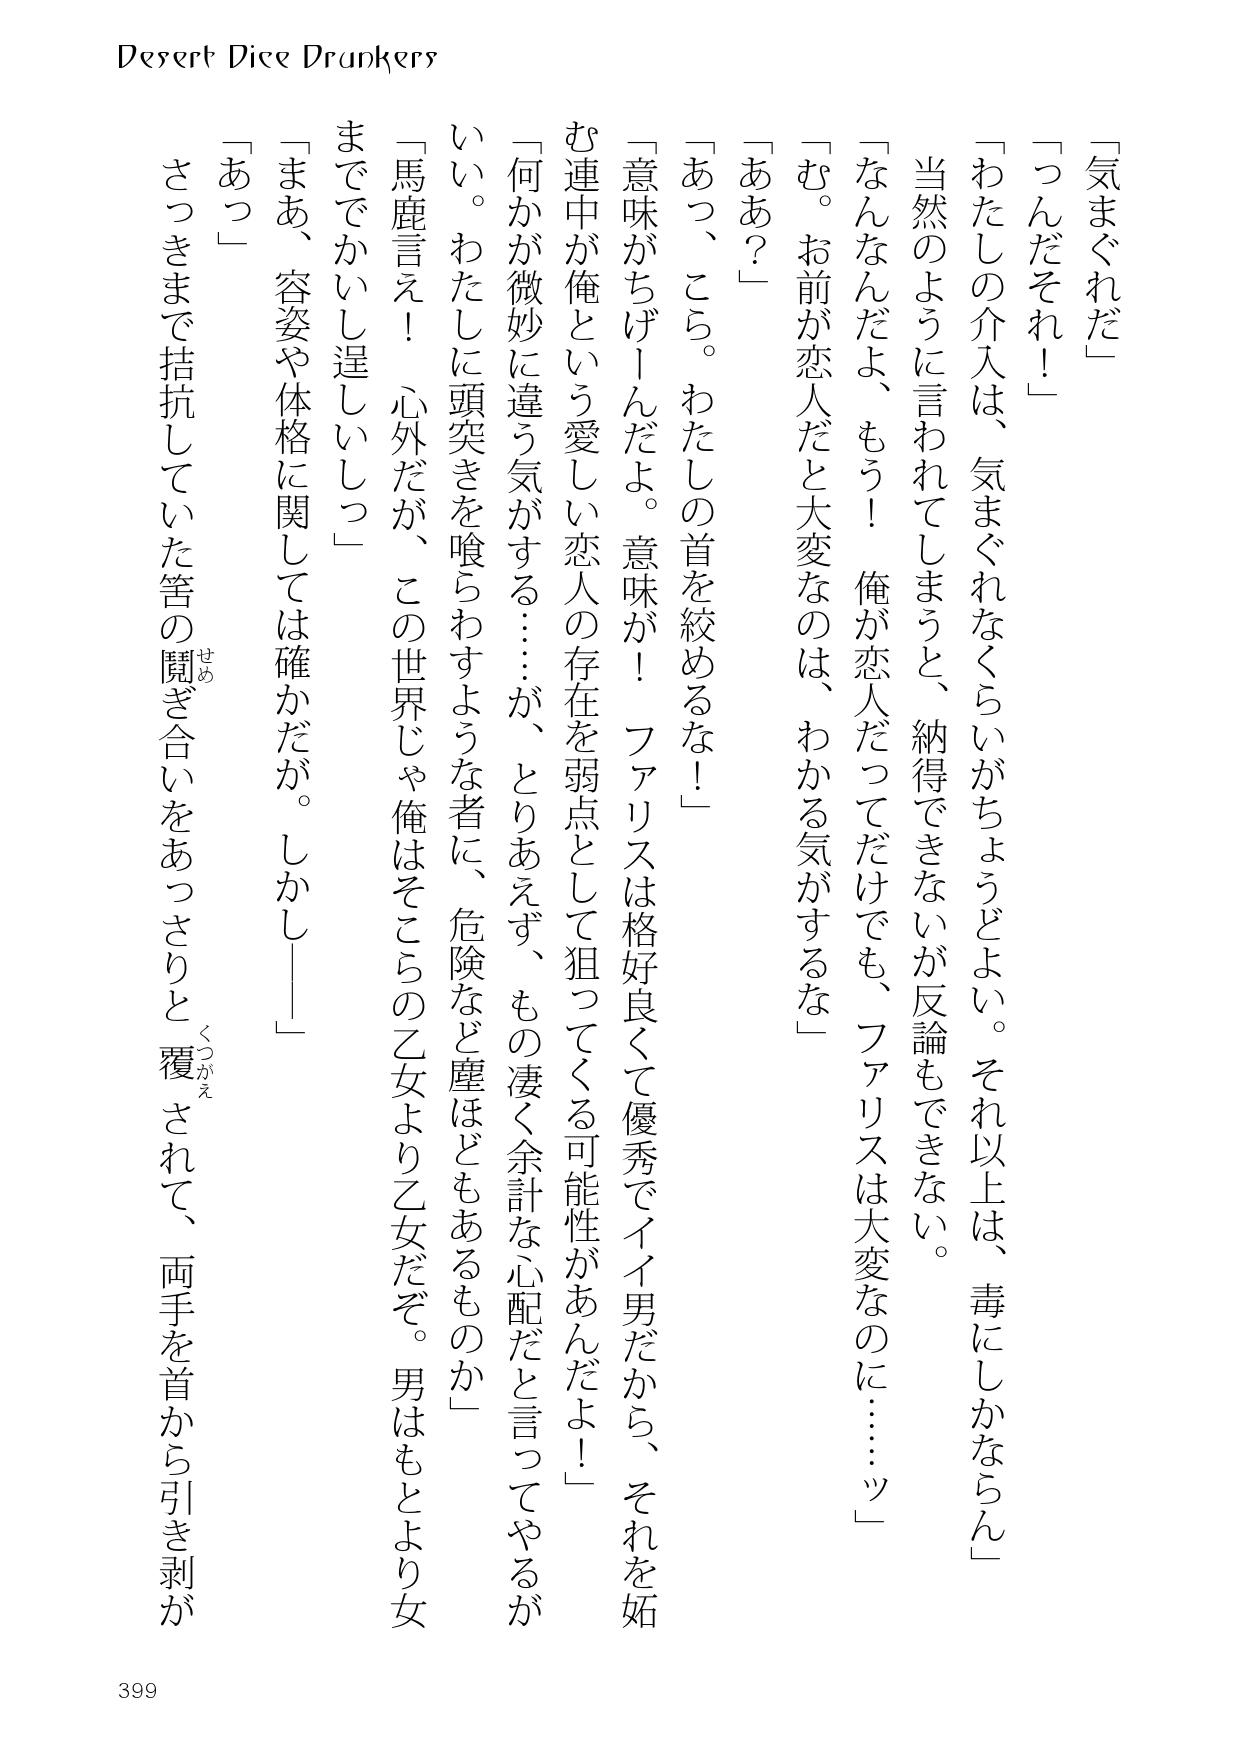 Desert Dice Drunkers
「気まぐれだ」
「っんだそれ！」
「わたしの介入は、気まぐれなくらいがちょうどよい。それ以上は、毒にしかならん」
当然のように言われてしまうと、納得できないが反論もできない。
「なんなんだよ、もう！　俺が恋人だってだけでも、ファリスは大変なのに……ッ」
「む。お前が恋人だと大変なのは、わかる気がするな」
「ああ？」
「あっ、こら。わたしの首を絞めるな！」
「意味がちげーんだよ。意味が！　ファリスは格好良くて優秀でイイ男だから、それを妬
む連中が俺という愛しい恋人の存在を弱点として狙ってくる可能性があんだよ！」
「何かが微妙に違う気がする……が、とりあえず、もの凄く余計な心配だと言ってやるが
いい。わたしに頭突きを喰らわすような者に、危険など塵ほどもあるものか」
「馬鹿言え！　心外だが、この世界じゃ俺はそこらの乙女より乙女だぞ。男はもとより女
まででかいし逞しいしっ」
「まあ、容姿や体格に関しては確かだが。しかし――」
「あっ」
さっきまで拮抗していた筈の鬩ぎ合いをあっさりと覆されて、両手を首から引き剥が
せめ
くつがえ
399